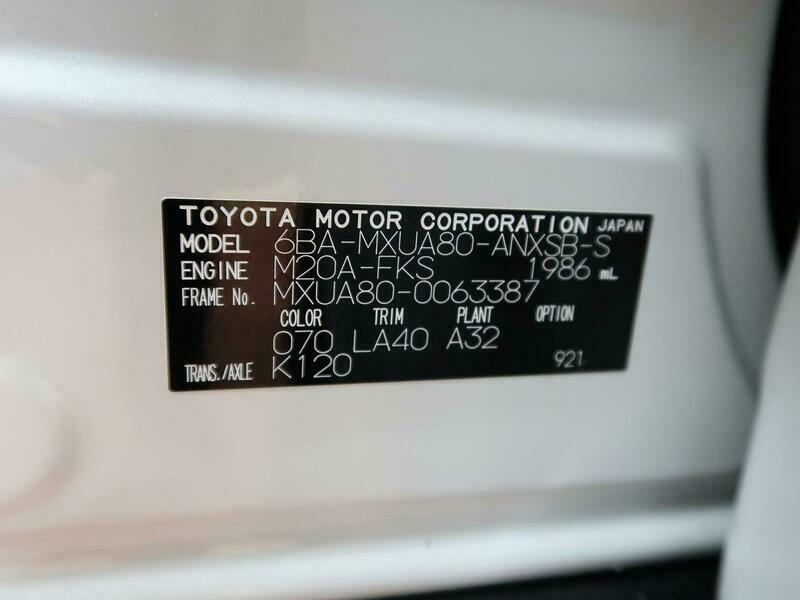 TOYOTA MOTOR CORPORATION JAPAN
MODEL 6BA-MXUA80-ANXSB-S
ENGINE M20A-FKS 1986 mL
FRAME No. MXUA80-0063387
COLOR TRIM PLANT OPTION
070 LA40 A32
TRANS./AXLE K120 921